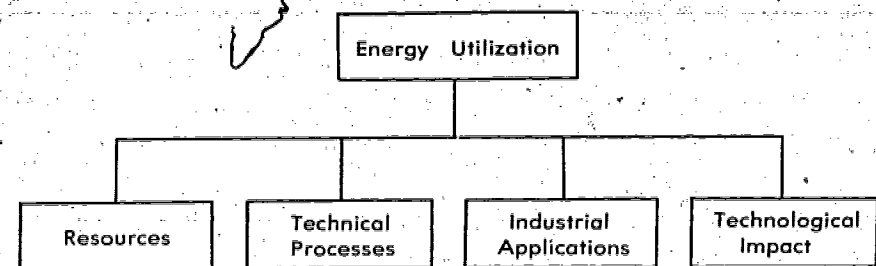 Energy Utilization
Resources
Technical
Processes
Industrial
Applications
Technological
Impact